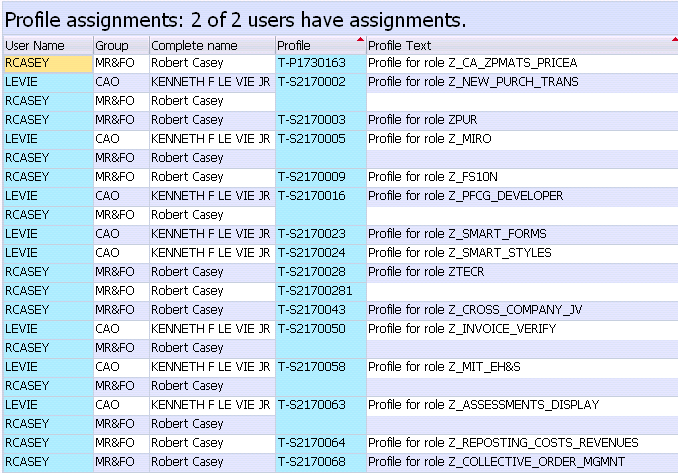 Profile assignments: 2 of 2 users have assignments.
User Name Group Complete name Profile Profile Text
RCASEY MR&FO Robert Casey T-P1730163 Profile for role Z_CA_ZPMATS_PRICEA
LEVIE CAO KENNETH F LE VIE JR T-S2170002 Profile for role Z_NEW_PURCH_TRANS
RCASEY MR&FO Robert Casey
RCASEY MR&FO Robert Casey T-S2170003 Profile for role ZPUR
LEVIE CAO KENNETH F LE VIE JR T-S2170005 Profile for role Z_MIRO
RCASEY MR&FO Robert Casey
RCASEY MR&FO Robert Casey T-S2170009 Profile for role Z_FS10N
LEVIE CAO KENNETH F LE VIE JR T-S2170016 Profile for role Z_PFCG_DEVELOPER
RCASEY MR&FO Robert Casey
LEVIE CAO KENNETH F LE VIE JR T-S2170023 Profile for role Z_SMART_FORMS
LEVIE CAO KENNETH F LE VIE JR T-S2170024 Profile for role Z_SMART_STYLES
RCASEY MR&FO Robert Casey T-S2170028 Profile for role ZTECR
RCASEY MR&FO Robert Casey T-S21700281
RCASEY MR&FO Robert Casey T-S2170043 Profile for role Z_CROSS_COMPANY_JV
LEVIE CAO KENNETH F LE VIE JR T-S2170050 Profile for role Z_INVOICE_VERIFY
RCASEY MR&FO Robert Casey
LEVIE CAO KENNETH F LE VIE JR T-S2170058 Profile for role Z_MIT_EH&S
RCASEY MR&FO Robert Casey
LEVIE CAO KENNETH F LE VIE JR T-S2170063 Profile for role Z_ASSESSMENTS_DISPLAY
RCASEY MR&FO Robert Casey
RCASEY MR&FO Robert Casey T-S2170064 Profile for role Z_REPOSTING_COSTS_REVENUES
RCASEY MR&FO Robert Casey T-S2170068 Profile for role Z_COLLECTIVE_ORDER_MGMNT